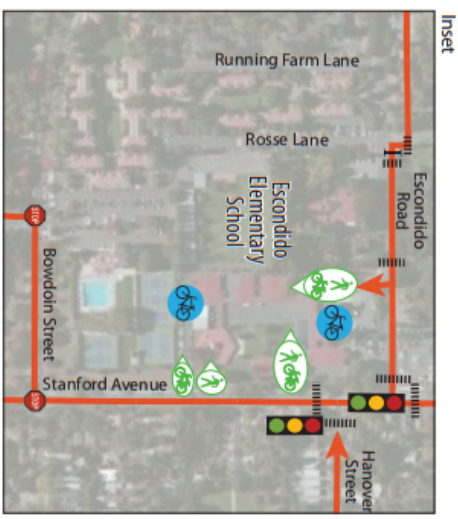 Inset
Running Farm Lane
Rosse Lane
Escondido
Road
Escondido
Elementary
School
Bowdoin Street
STOP
STOP
Stanford Avenue
Hanover
Street